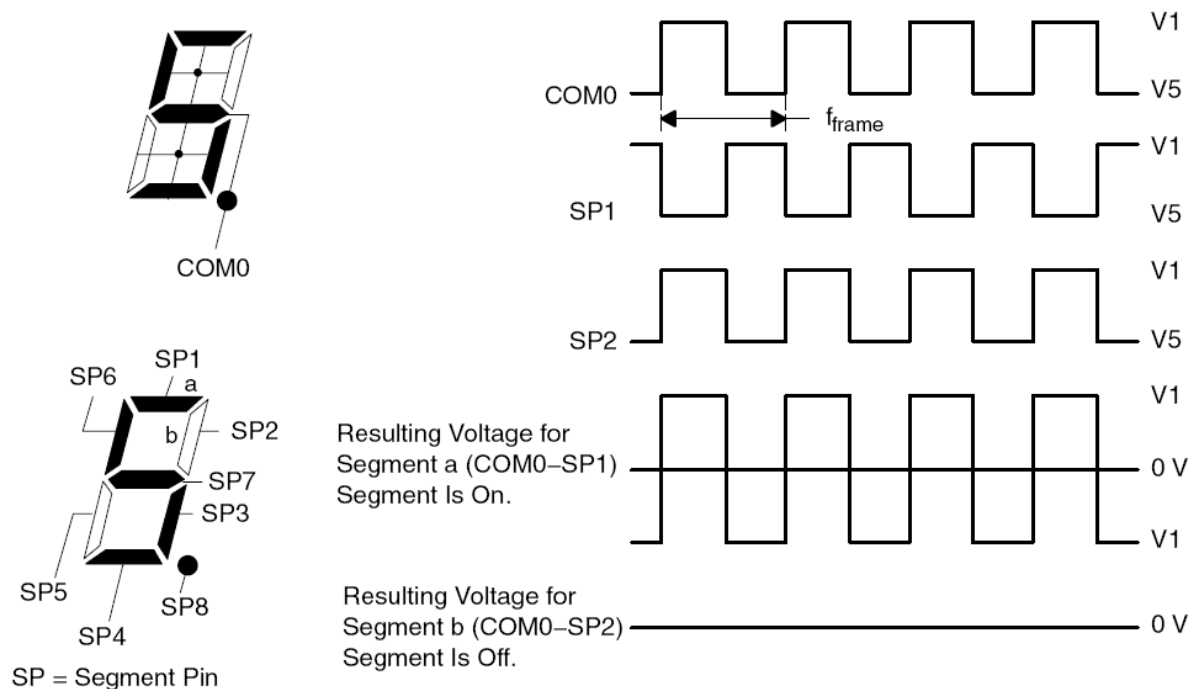 COM0
V1
V5
f_frame
SP1
V1
V5
SP2
V1
V5
COM0
SP1
a
SP6
b
SP2
SP7
SP3
SP5
SP8
SP4
SP = Segment Pin
Resulting Voltage for
Segment a (COM0–SP1)
Segment Is On.
V1
0 V
V1
Resulting Voltage for
Segment b (COM0–SP2)
Segment Is Off.
0 V